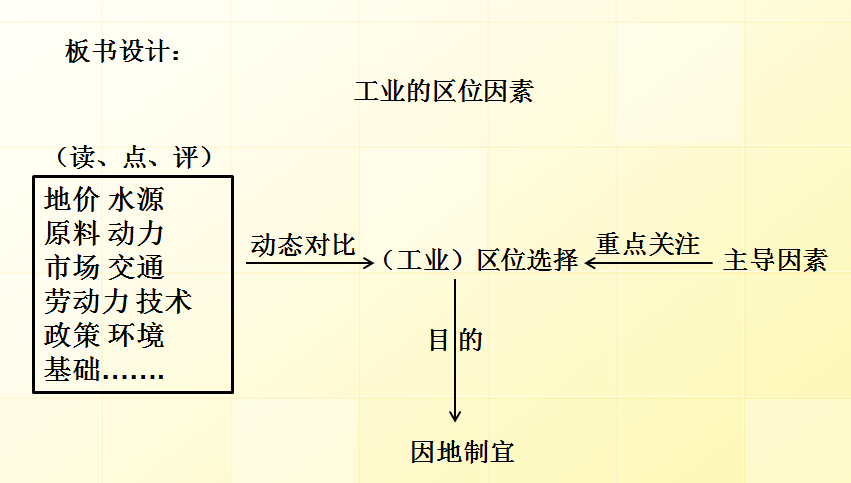 板书设计：
工业的区位因素
（读、点、评）
地价 水源
原料 动力
市场 交通
劳动力 技术
政策 环境
基础.......
动态对比
（工业）区位选择
重点关注
主导因素
目的
因地制宜